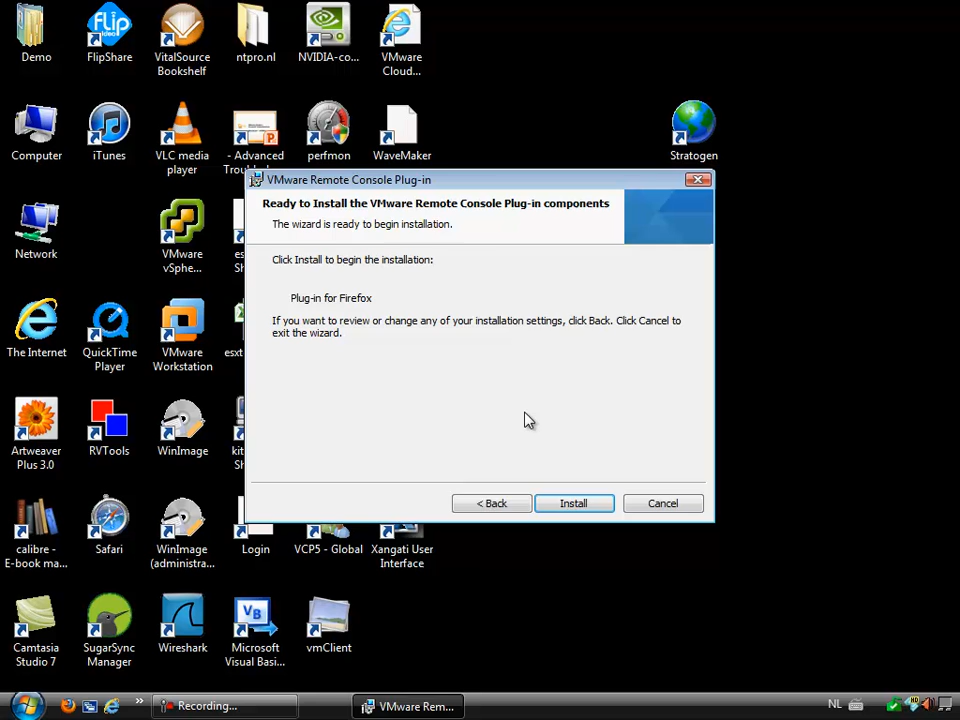 Demo
FlipShare
VitalSource
Bookshelf
ntpro.nl
NVIDIA-co...
VMware
Cloud...
Computer
iTunes
VLC media
player
- Advanced
perfmon
WaveMaker
Stratogen
VMware Remote Console Plug-in
Ready to Install the VMware Remote Console Plug-in components
The wizard is ready to begin installation.
Click Install to begin the installation:
Plug-in for Firefox
If you want to review or change any of your installation settings, click Back. Click Cancel to
exit the wizard.
< Back
Install
Cancel
Network
VMware
vSphe...
The Internet
QuickTime
Player
VMware
Workstation
Artweaver
Plus 3.0
RVTools
WinImage
calibre -
E-book ma...
Safari
WinImage
(administra...
Login
VCP5 - Global
Xangati User
Interface
Camtasia
Studio 7
SugarSync
Manager
Wireshark
VB
Microsoft
Visual Basi...
vmClient
Recording...
VMware Rem...
NL